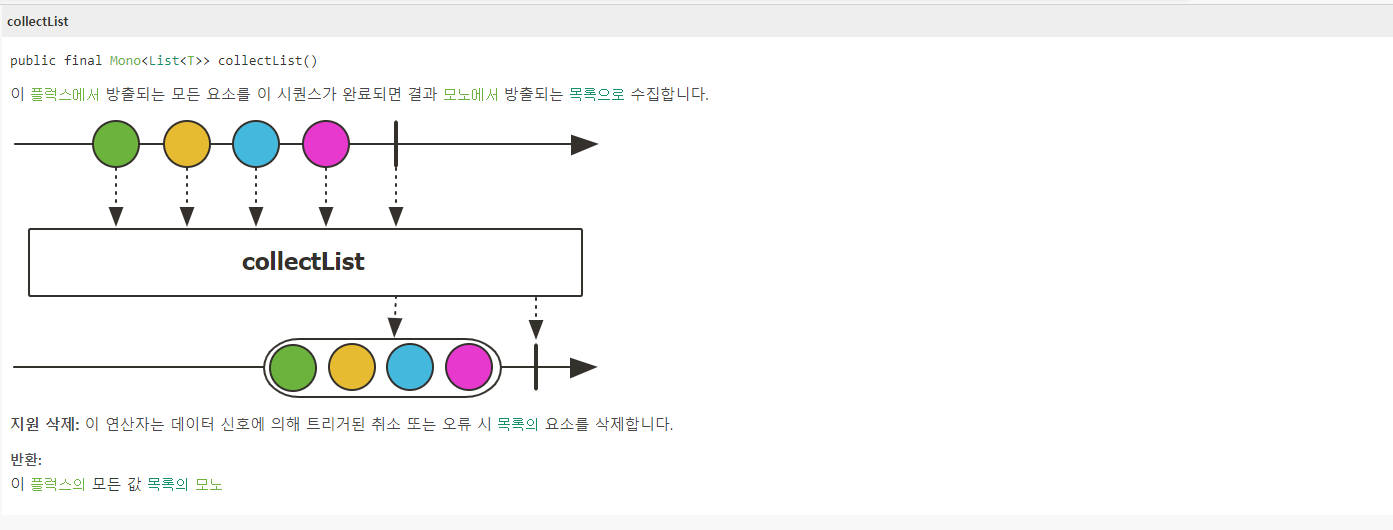 collectList
public final Mono<List<T>> collectList()
이 플럭스에서 방출되는 모든 요소를 이 시퀀스가 완료되면 결과 모노에서 방출되는 목록으로 수집합니다.
collectList
지원 삭제: 이 연산자는 데이터 신호에 의해 트리거된 취소 또는 오류 시 목록의 요소를 삭제합니다.
반환:
이 플럭스의 모든 값 목록의 모노